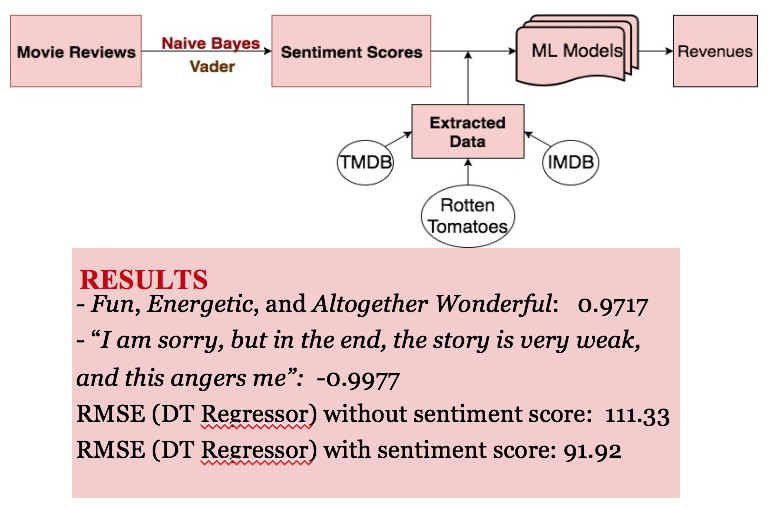 Movie Reviews
Naive Bayes
Vader
Sentiment Scores
ML Models
Revenues
Extracted
Data
TMDB
IMDB
Rotten
Tomatoes
RESULTS
- Fun, Energetic, and Altogether Wonderful: 0.9717
- “I am sorry, but in the end, the story is very weak,
and this angers me”: -0.9977
RMSE (DT Regressor) without sentiment score: 111.33
RMSE (DT Regressor) with sentiment score: 91.92